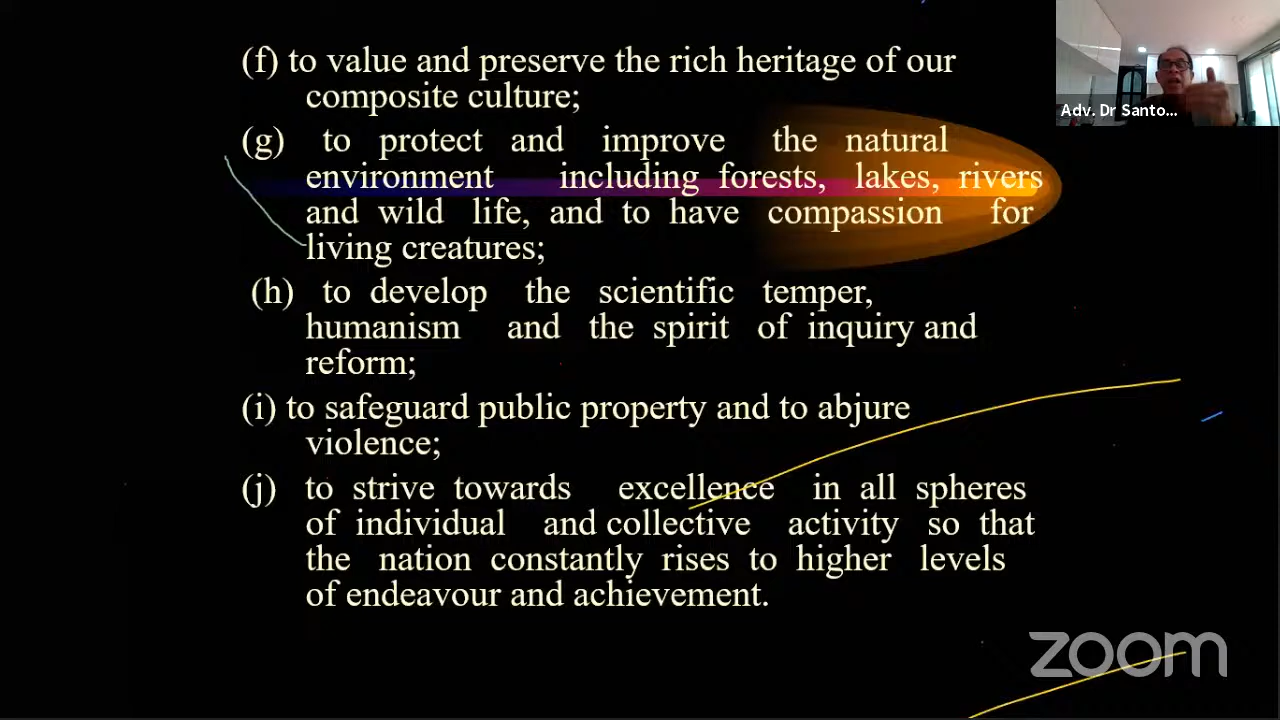 (f) to value and preserve the rich heritage of our
composite culture;
(g) to protect and improve the natural
environment including forests, lakes, rivers
and wild life, and to have compassion for
living creatures;
(h) to develop the scientific temper,
humanism and the spirit of inquiry and
reform;
(i) to safeguard public property and to abjure
violence;
(j) to strive towards excellence in all spheres
of individual and collective activity so that
the nation constantly rises to higher levels
of endeavour and achievement.
Adv. Dr Santo...
zoom